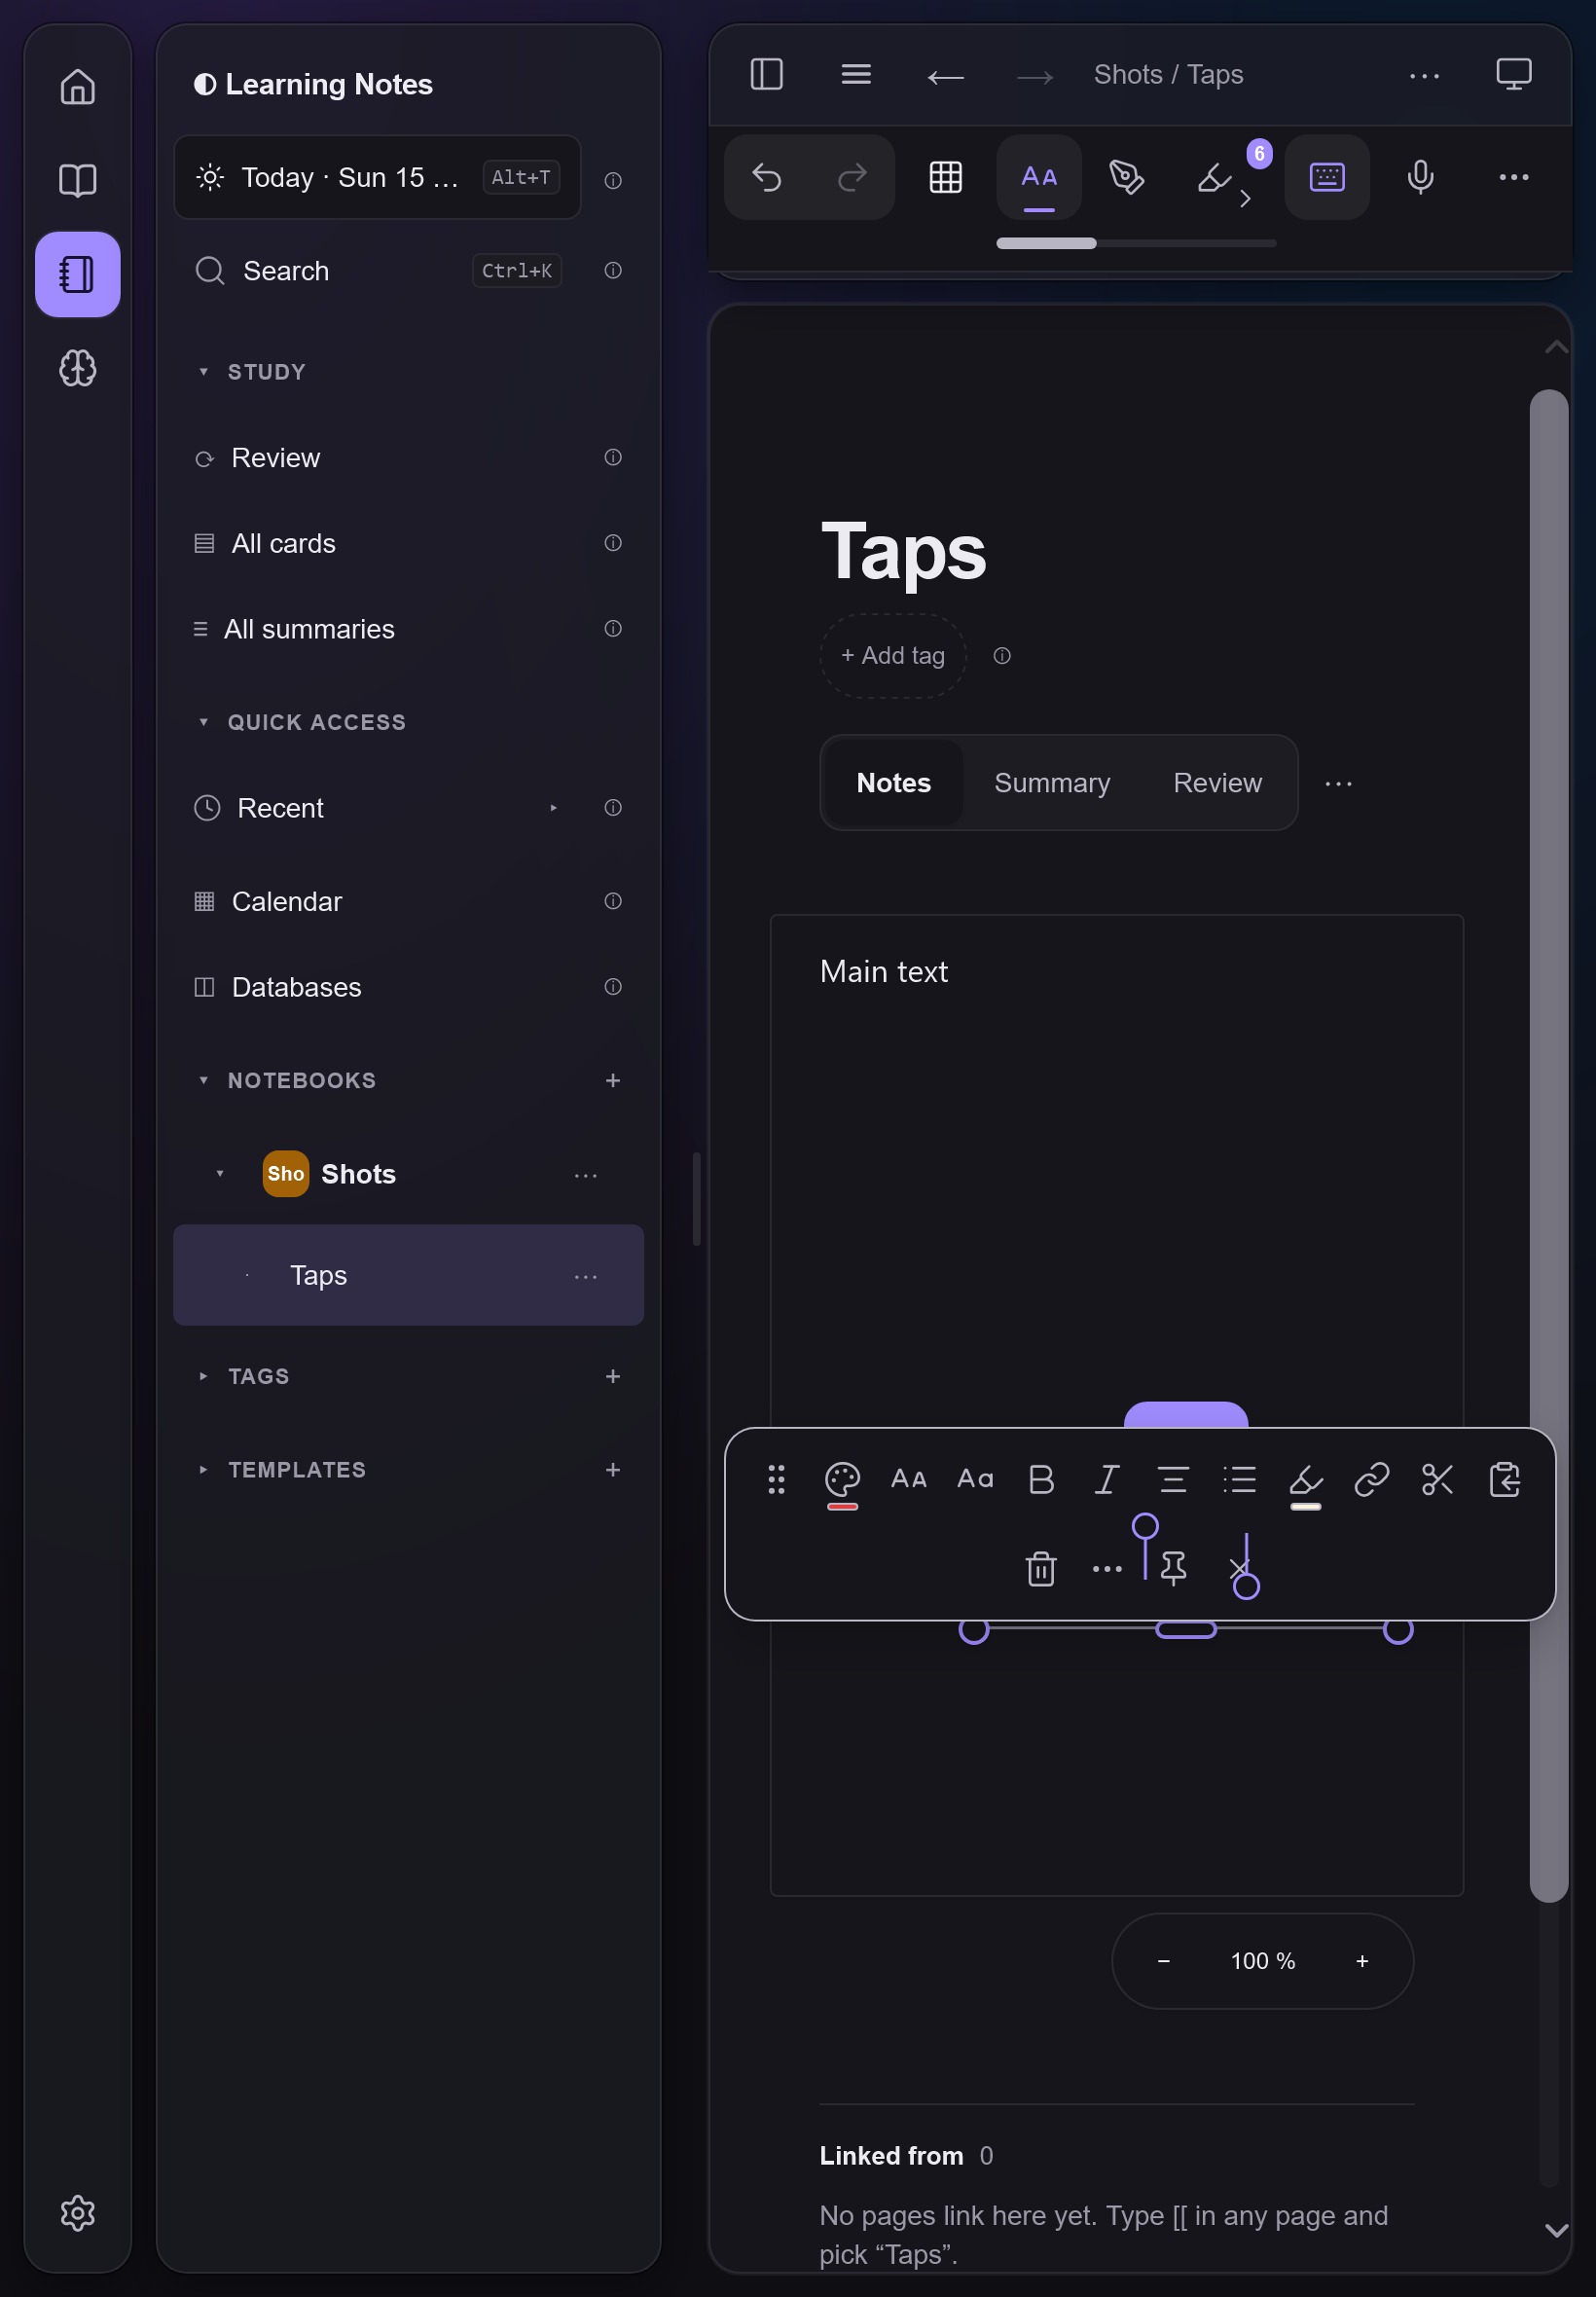 Learning Notes
Today · Sun 15 … Alt+T
Search Ctrl+K
STUDY
Review
All cards
All summaries
QUICK ACCESS
Recent
Calendar
Databases
NOTEBOOKS +
Sho Shots …
Taps …
TAGS +
TEMPLATES +
Shots / Taps …
6
Taps
+ Add tag
Notes Summary Review …
Main text
− 100 % +
Linked from 0
No pages link here yet. Type [[ in any page and
pick “Taps”.